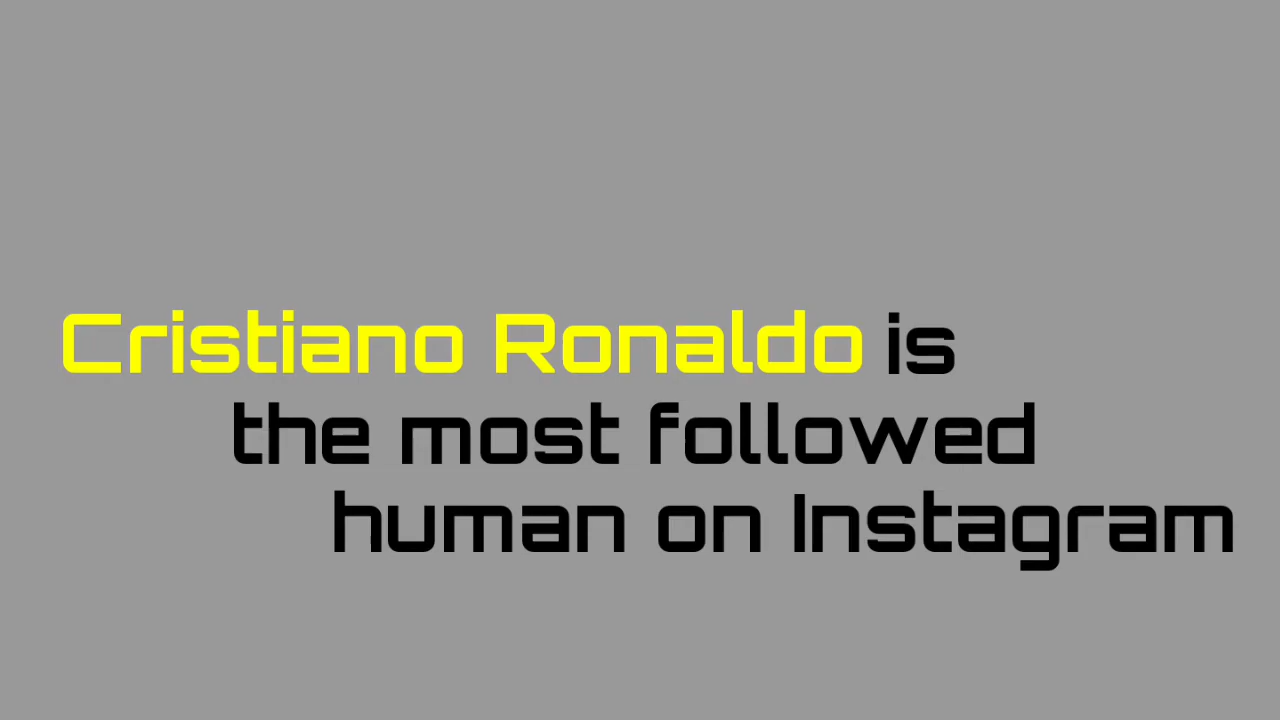 Cristiano Ronaldo is
the most followed
human on Instagram